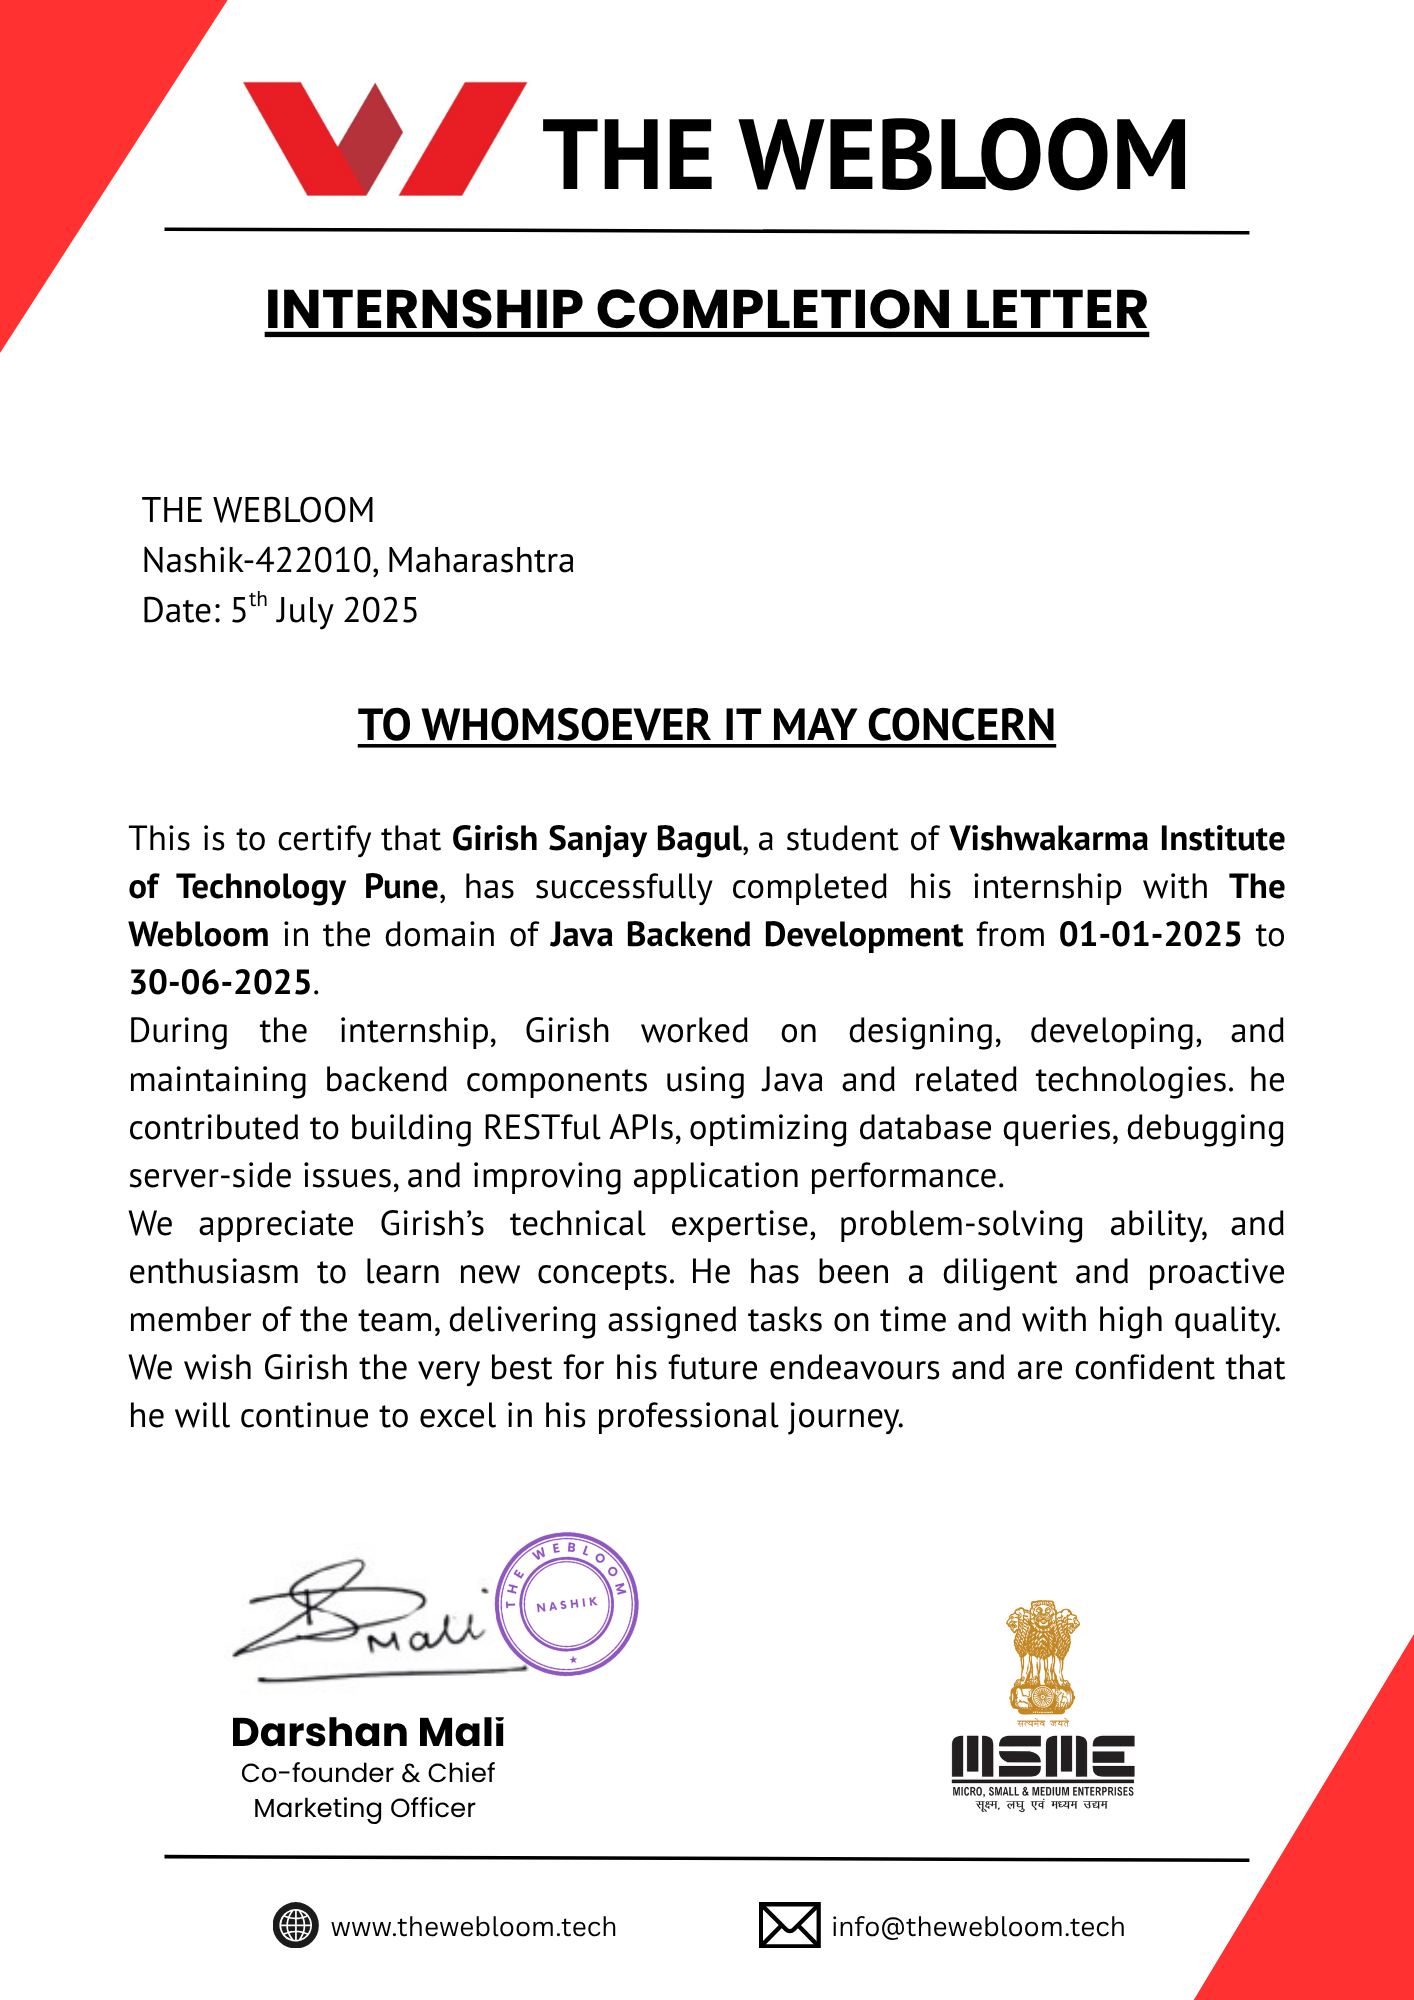 THE WEBLOOM
INTERNSHIP COMPLETION LETTER
THE WEBLOOM
Nashik-422010, Maharashtra
Date: 5th July 2025
TO WHOMSOEVER IT MAY CONCERN
This is to certify that Girish Sanjay Bagul, a student of Vishwakarma Institute
of Technology Pune, has successfully completed his internship with The
Webloom in the domain of Java Backend Development from 01-01-2025 to
30-06-2025.
During the internship, Girish worked on designing, developing, and
maintaining backend components using Java and related technologies. he
contributed to building RESTful APIs, optimizing database queries, debugging
server-side issues, and improving application performance.
We appreciate Girish’s technical expertise, problem-solving ability, and
enthusiasm to learn new concepts. He has been a diligent and proactive
member of the team, delivering assigned tasks on time and with high quality.
We wish Girish the very best for his future endeavours and are confident that
he will continue to excel in his professional journey.
Mali
THE WEBLOOM
NASHIK
Darshan Mali
Co-founder & Chief
Marketing Officer
सत्यमेव जयते
MSME
MICRO, SMALL & MEDIUM ENTERPRISES
सूक्ष्म, लघु एवं मध्यम उद्यम
www.thewebloom.tech
info@thewebloom.tech